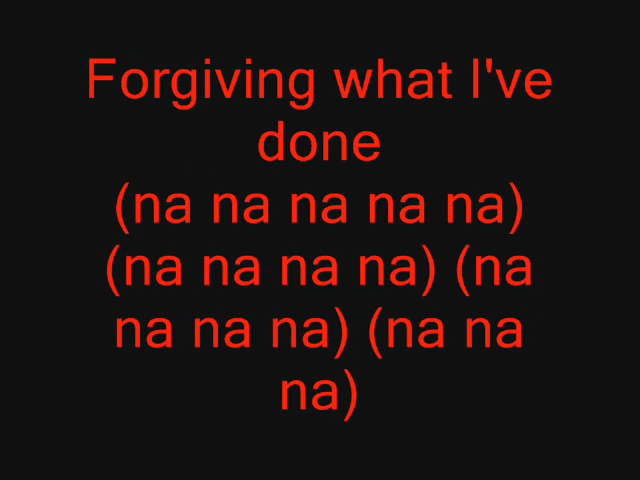 Forgiving what I've
done
(na na na na na)
(na na na na) (na
na na na) (na na
na)